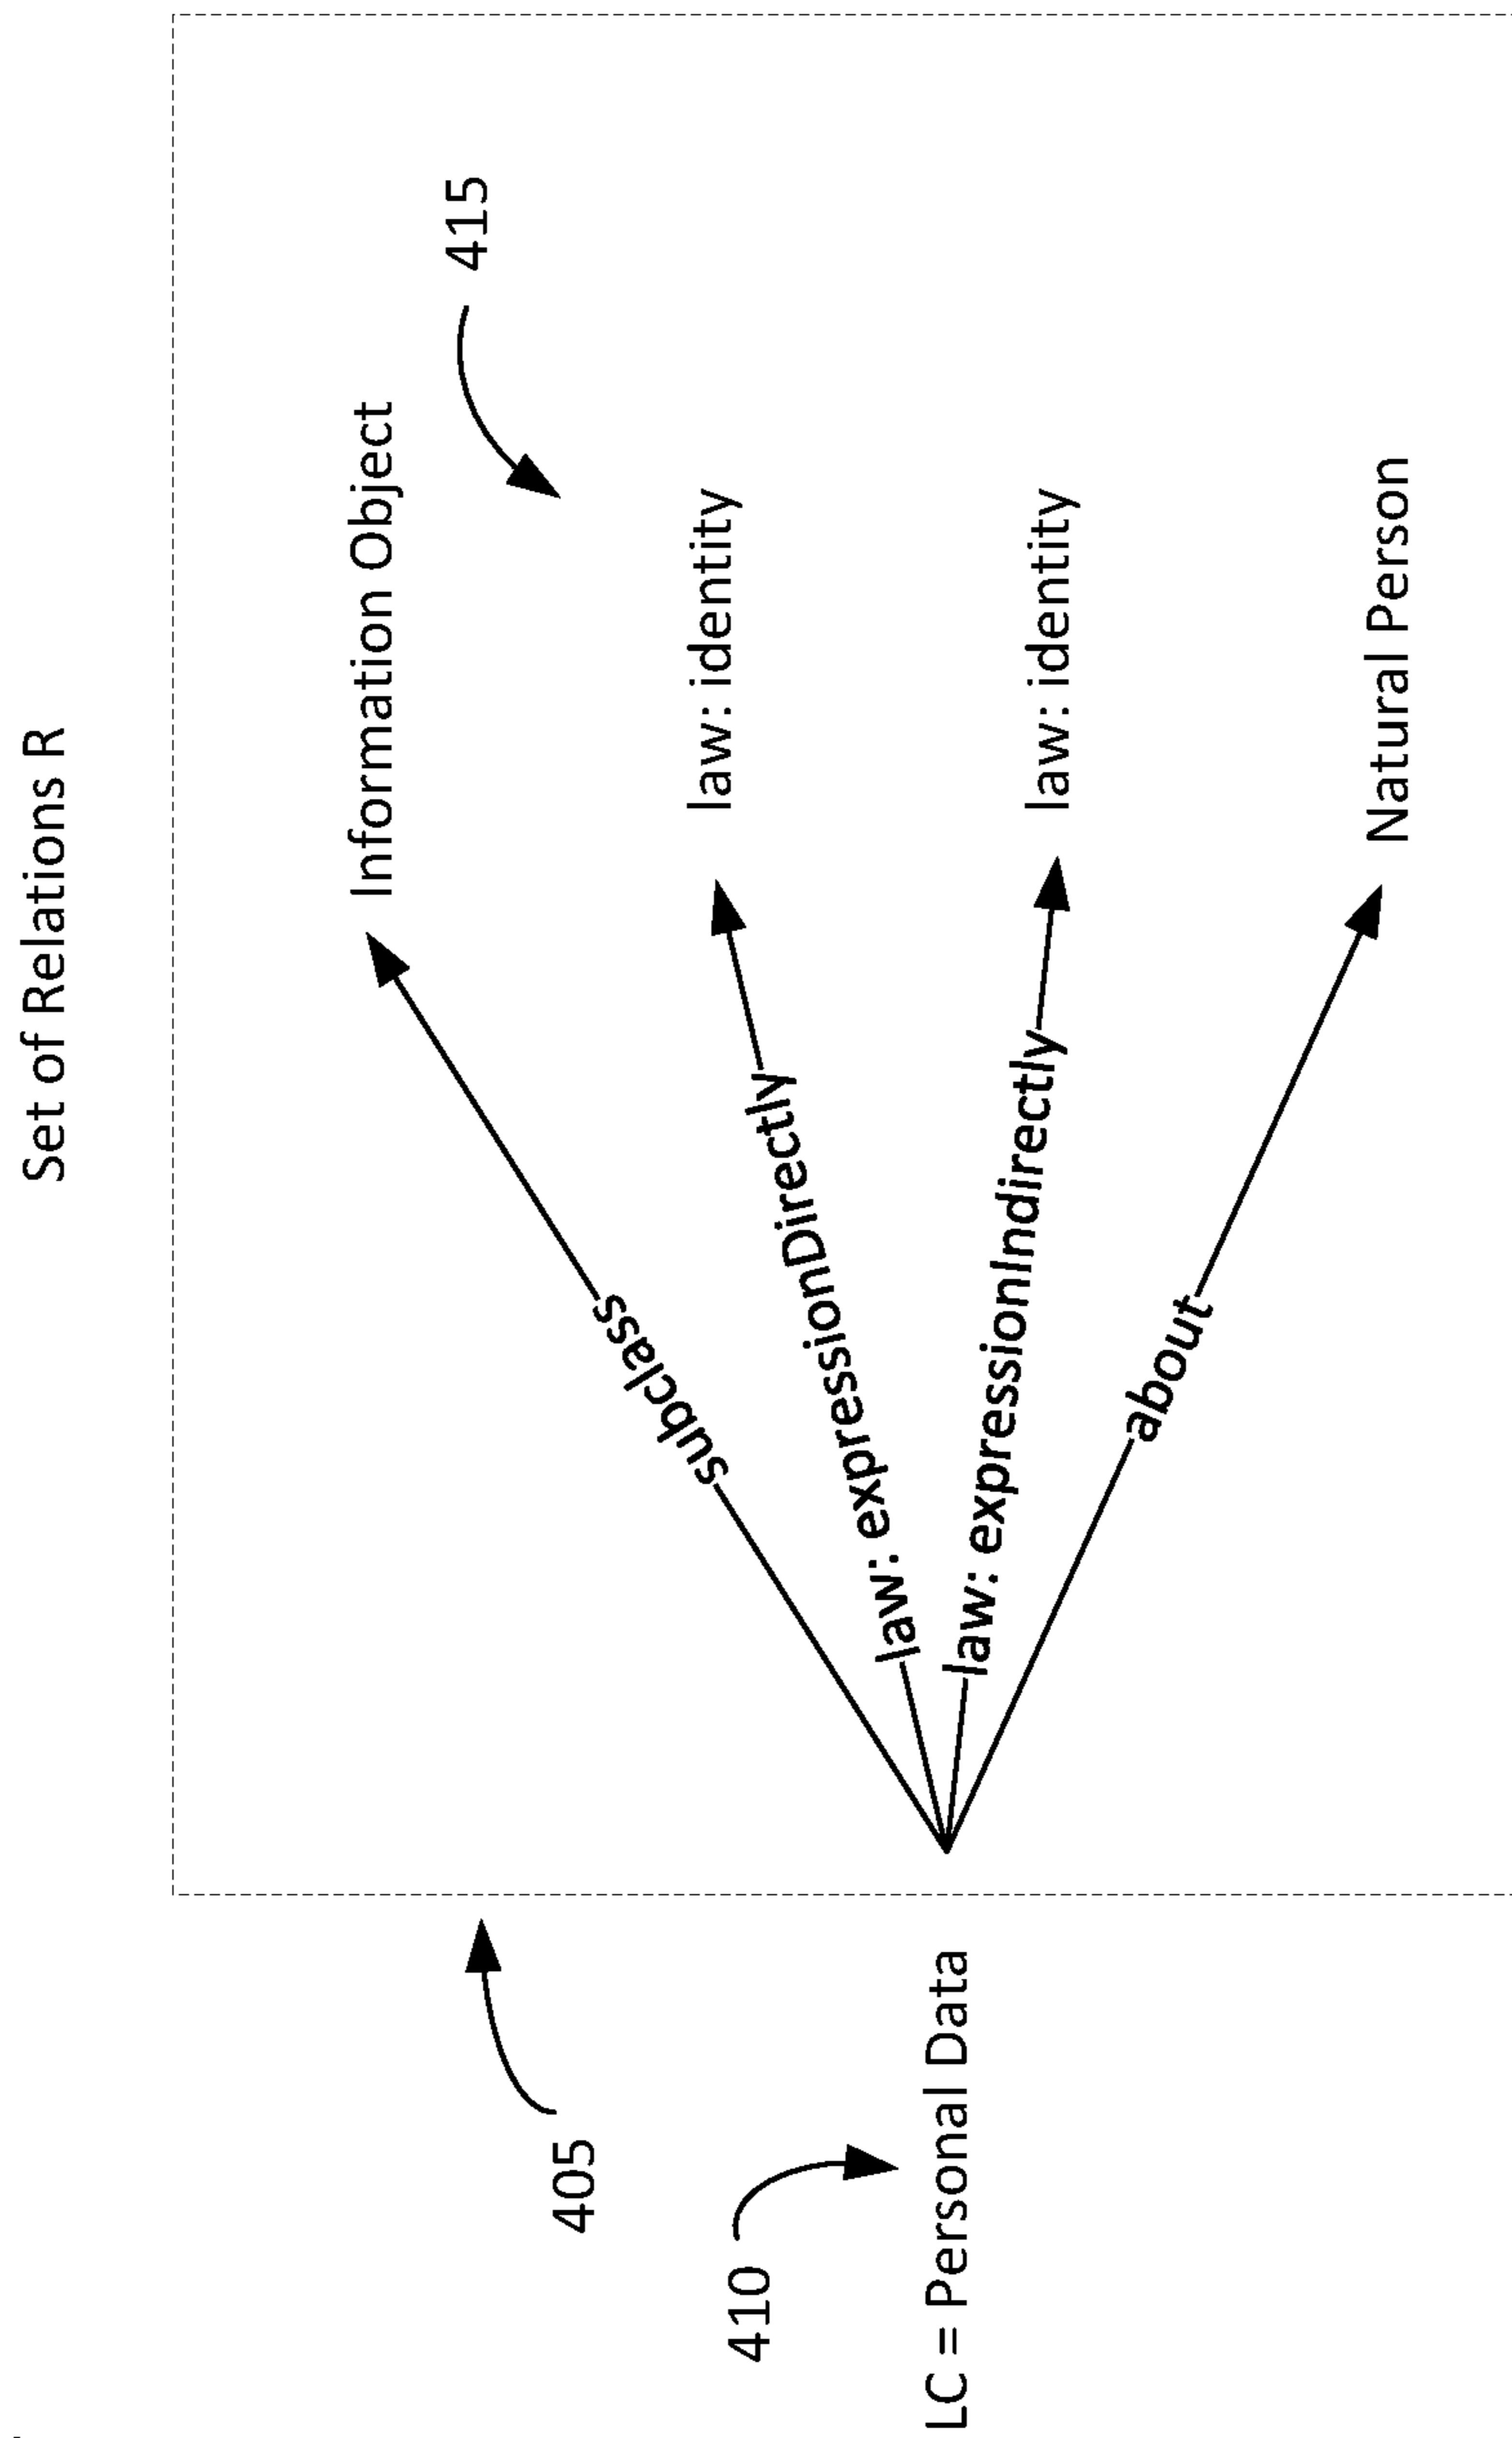 Set of Relations R
405
410
LC = Personal Data
415
subclass
Information Object
law: expressionDirectly
law: identity
law: expressionIndirectly
law: identity
about
Natural Person